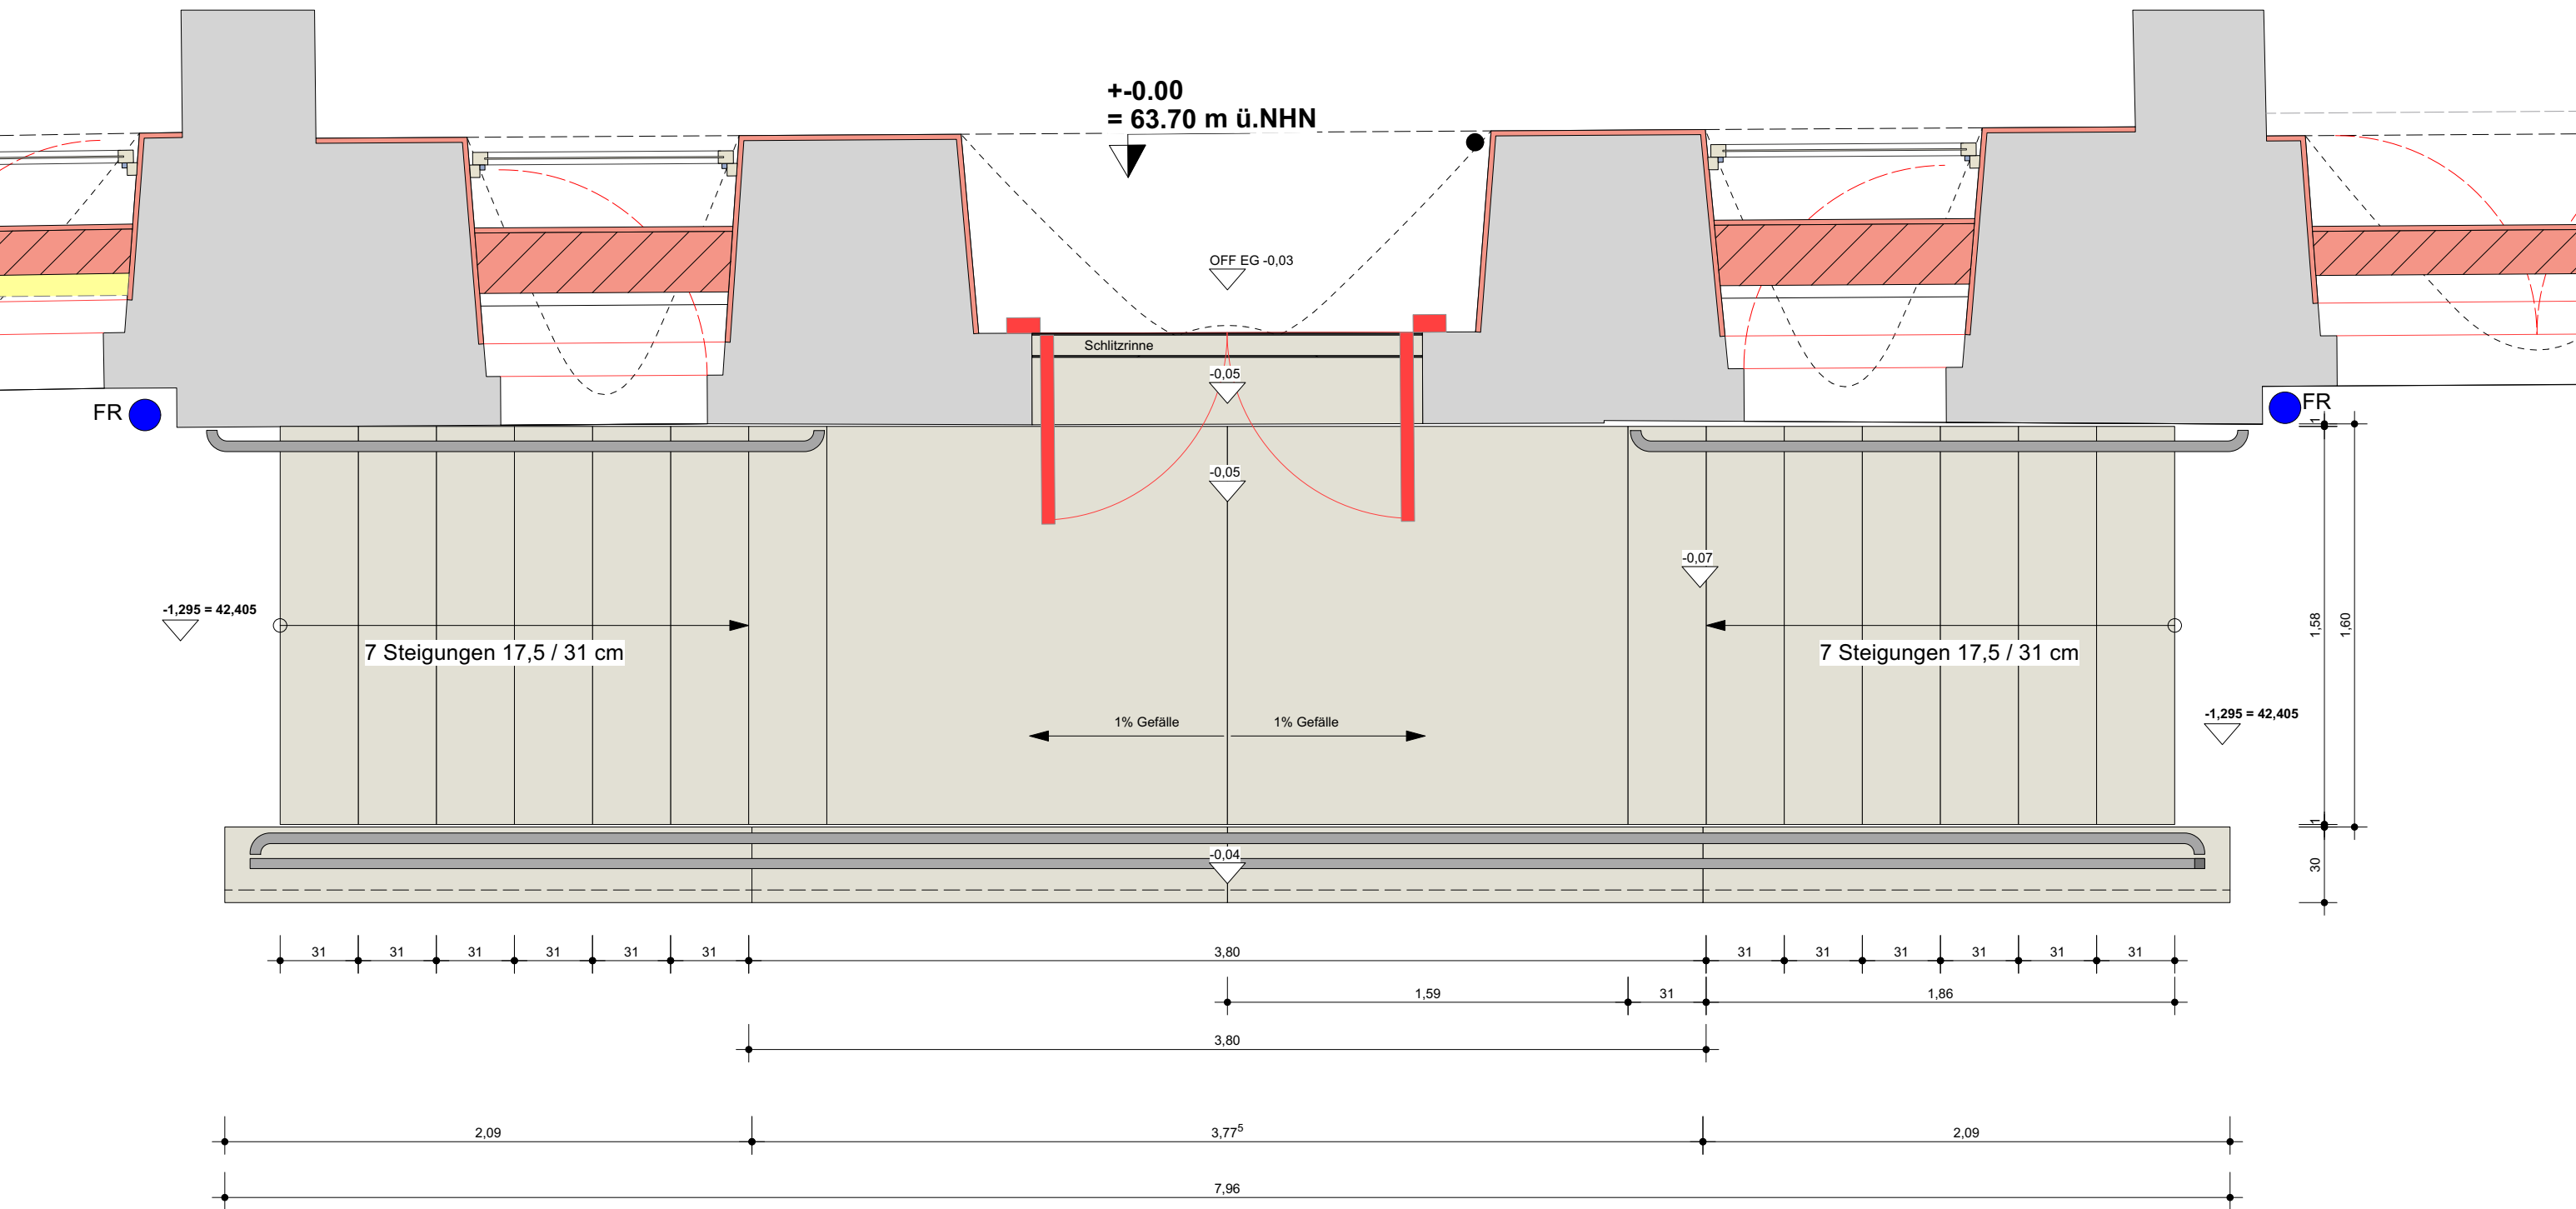 +-0.00
= 63.70 m ü.NHN
OFF EG -0,03
Schlitzrinne
-0,05
FR
FR
-0,05
-0,07
-1,295 = 42,405
7 Steigungen 17,5 / 31 cm
7 Steigungen 17,5 / 31 cm
1% Gefälle
1% Gefälle
-1,295 = 42,405
-0,04
1
1,58
1,60
1
30
31 31 31 31 31 31 3,80 31 31 31 31 31 31
1,59 31 1,86
3,80
2,09 3,77⁵ 2,09
7,96